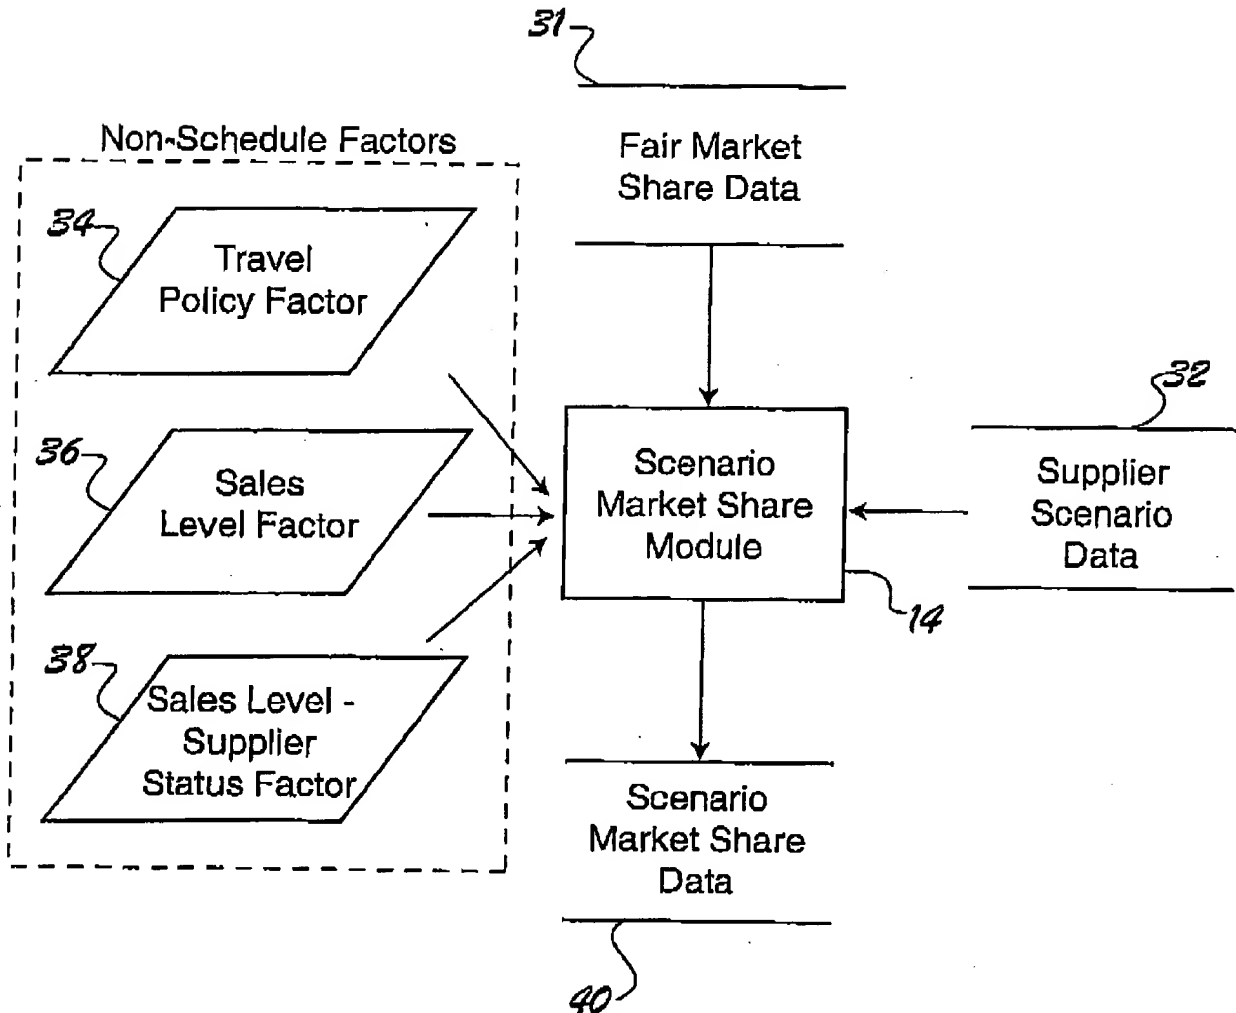 31
Fair Market
Share Data
Non-Schedule Factors
34
Travel
Policy Factor
36
Sales
Level Factor
38
Sales Level -
Supplier
Status Factor
Scenario
Market Share
Module
14
32
Supplier
Scenario
Data
Scenario
Market Share
Data
40